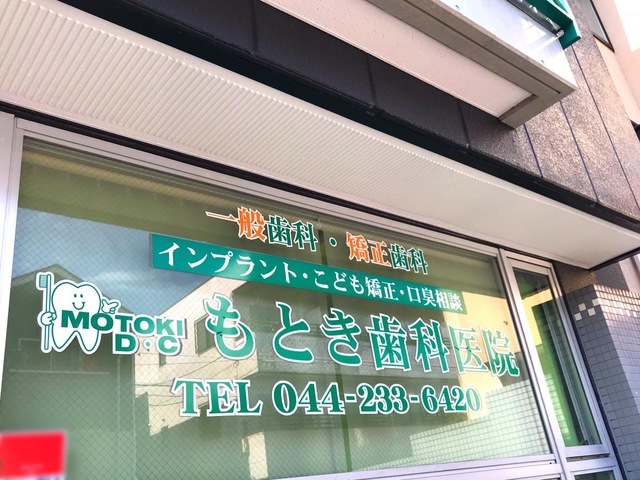 一般歯科・矯正歯科
インプラント・こども矯正・口臭相談
MOTOKI
D・C
もとき歯科医院
TEL 044-233-6420